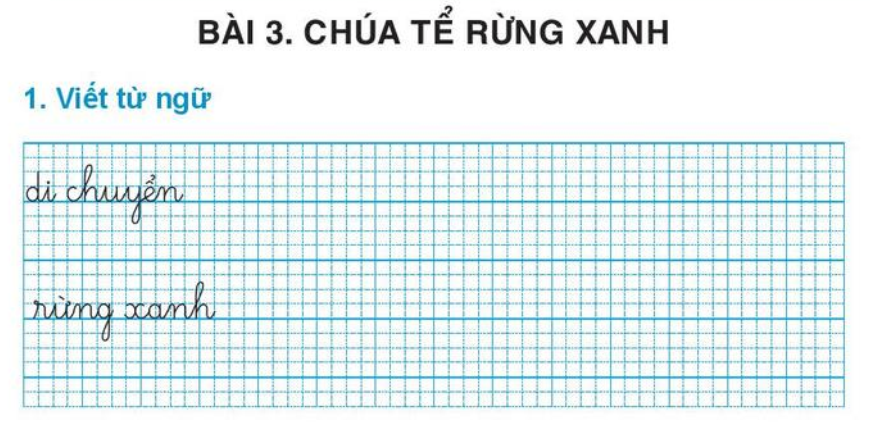 BÀI 3. CHÚA TỂ RỪNG XANH
1. Viết từ ngữ
di chuyển
rừng xanh